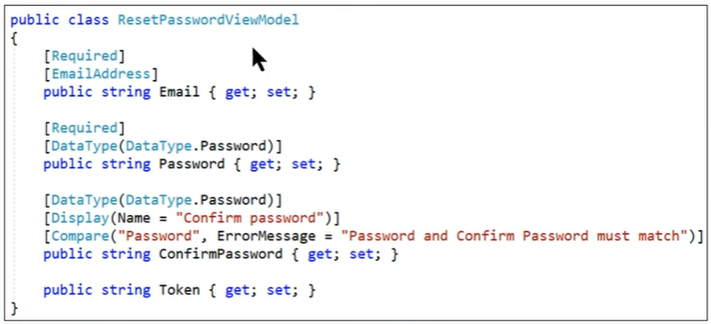 public class ResetPasswordViewModel
{
    [Required]
    [EmailAddress]
    public string Email { get; set; }

    [Required]
    [DataType(DataType.Password)]
    public string Password { get; set; }

    [DataType(DataType.Password)]
    [Display(Name = "Confirm password")]
    [Compare("Password", ErrorMessage = "Password and Confirm Password must match")]
    public string ConfirmPassword { get; set; }

    public string Token { get; set; }
}